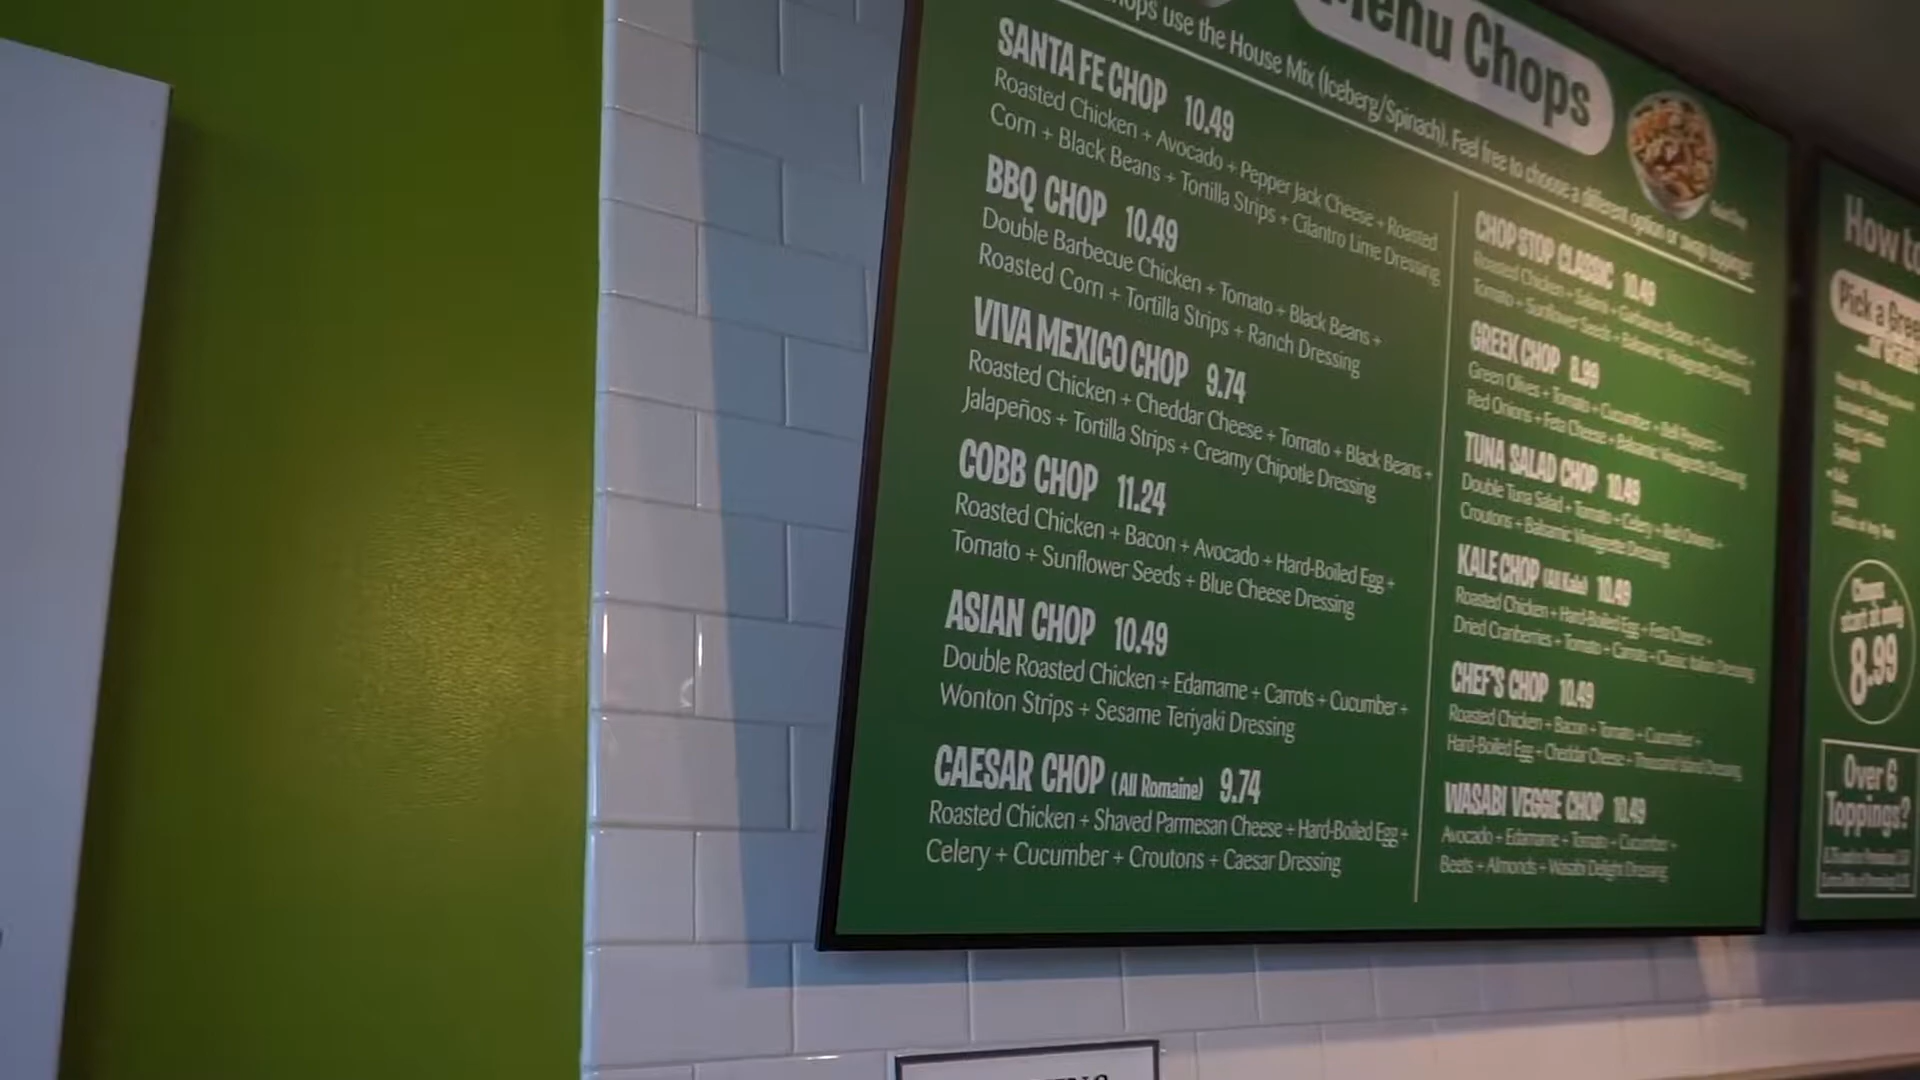 Menu Chops
use the House Mix (Iceberg/Spinach). Feel free to choose a different option or swap toppings!
SANTA FE CHOP 10.49
Roasted Chicken + Avocado + Pepper Jack Cheese + Roasted
Corn + Black Beans + Tortilla Strips + Cilantro Lime Dressing
BBQ CHOP 10.49
Double Barbecue Chicken + Tomato + Black Beans +
Roasted Corn + Tortilla Strips + Ranch Dressing
VIVA MEXICO CHOP 9.74
Roasted Chicken + Cheddar Cheese + Tomato + Black Beans +
Jalapeños + Tortilla Strips + Creamy Chipotle Dressing
COBB CHOP 11.24
Roasted Chicken + Bacon + Avocado + Hard-Boiled Egg +
Tomato + Sunflower Seeds + Blue Cheese Dressing
ASIAN CHOP 10.49
Double Roasted Chicken + Edamame + Carrots + Cucumber +
Wonton Strips + Sesame Teriyaki Dressing
CAESAR CHOP (All Romaine) 9.74
Roasted Chicken + Shaved Parmesan Cheese + Hard-Boiled Egg +
Celery + Cucumber + Croutons + Caesar Dressing
CHOP STOP CLASSIC 10.49
Roasted Chicken + Salami + Garbanzo Beans + Cucumber +
Tomato + Sunflower Seeds + Balsamic Vinaigrette Dressing
GREEK CHOP 8.99
Green Olives + Tomato + Cucumber + Bell Peppers +
Red Onions + Feta Cheese + Balsamic Vinaigrette Dressing
TUNA SALAD CHOP 10.49
Double Tuna Salad + Tomato + Celery + Red Onions +
Croutons + Balsamic Vinaigrette Dressing
KALE CHOP (All Kale) 10.49
Roasted Chicken + Hard-Boiled Egg + Feta Cheese +
Dried Cranberries + Tomato + Carrots + Classic Italian Dressing
CHEF'S CHOP 10.49
Roasted Chicken + Bacon + Tomato + Cucumber +
Hard-Boiled Egg + Cheddar Cheese + Thousand Island Dressing
WASABI VEGGIE CHOP 10.49
Avocado + Edamame + Tomato + Cucumber +
Beets + Almonds + Wasabi Delight Dressing
How to
Pick a
Chops
start at only
8.99
Over 6
Toppings?